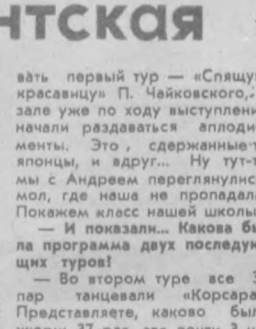 нтская
вать первый тур — «Спящу
красавицу» П. Чайковского,
зале уже по ходу выступлени
начали раздаваться аплоди-
менты. Это, сдержанные-т
японцы, и вдруг... Ну тут-т
мы с Андреем переглянулис
мол, где наша не пропадал
Покажем класс нашей школы
— И показали... Какова бы
ла программа двух последую
щих туров!
— Во втором туре все 3
пар танцевали «Корсара
Представляете, каково был